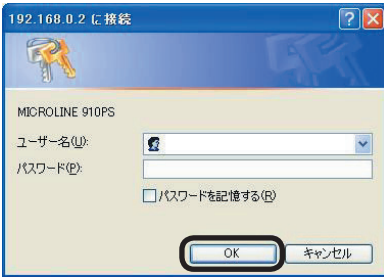 192.168.0.2 に接続
MICROLINE 910PS
ユーザー名(U):
パスワード(P):
パスワードを記憶する(R)
OK
キャンセル